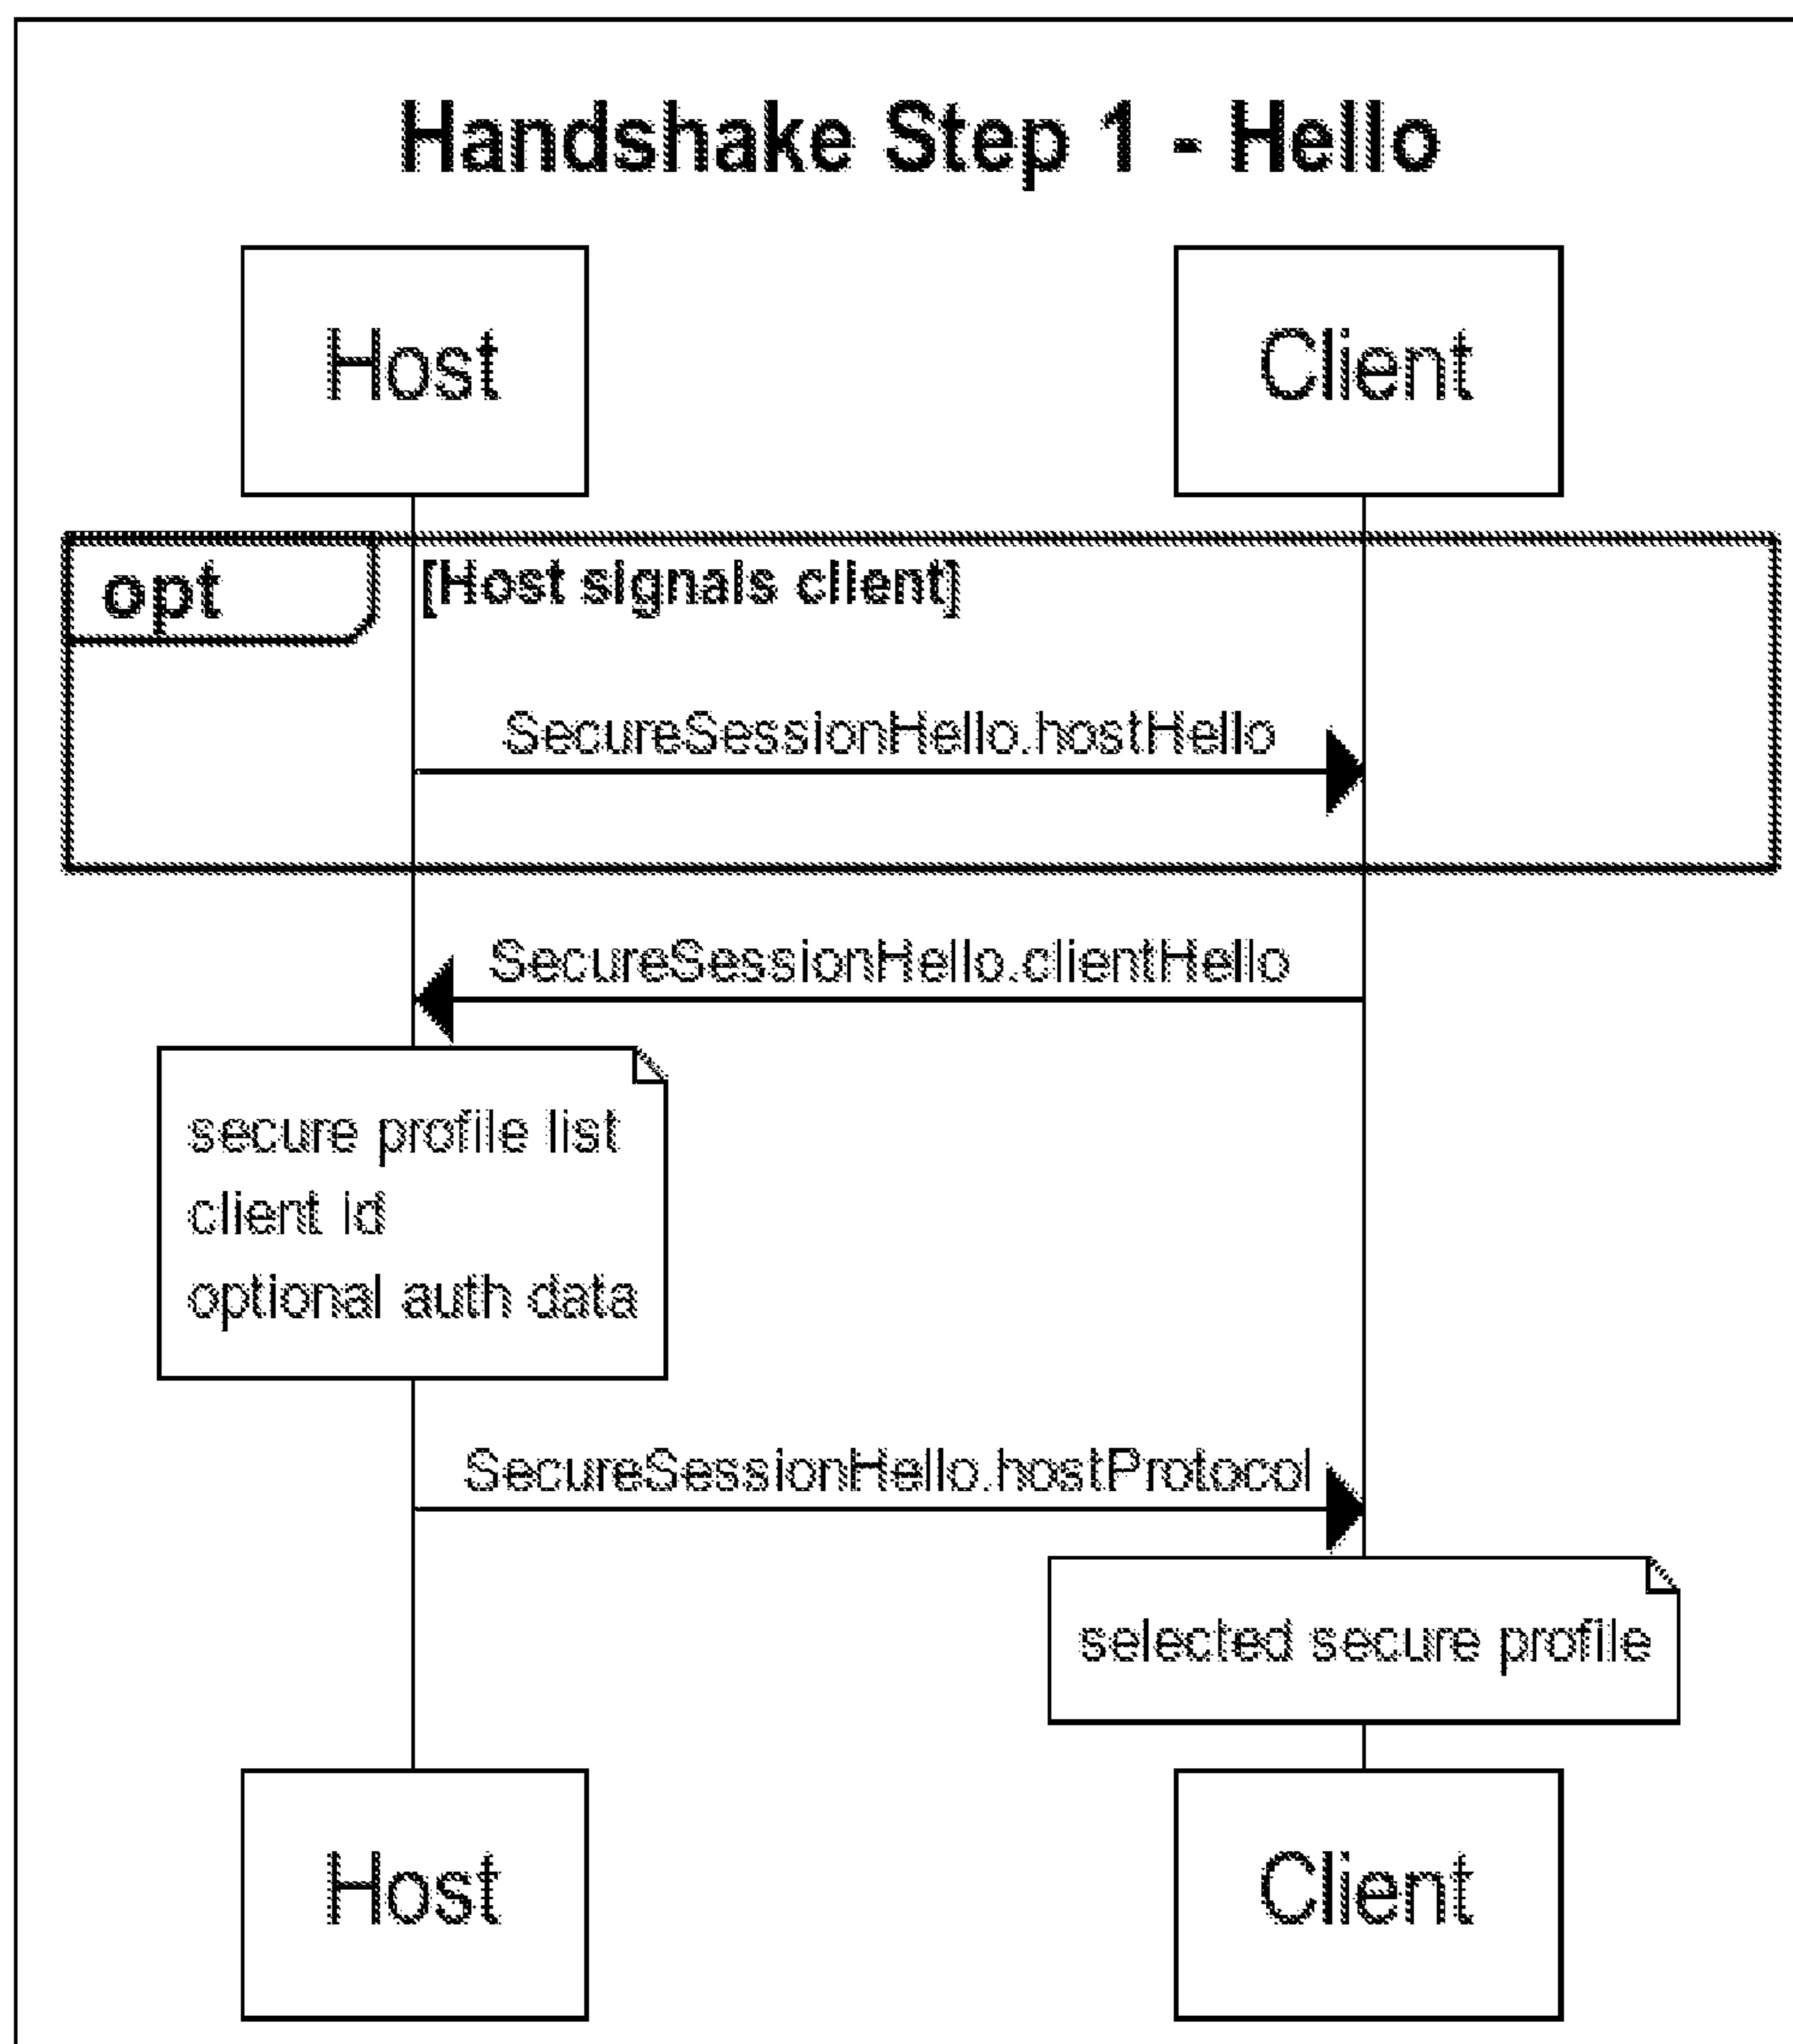 Handshake Step 1 - Hello
Host
Client
opt
[Host signals client]
SecureSessionHello.hostHello
SecureSessionHello.clientHello
secure profile list
client id
optional auth data
SecureSessionHello.hostProtocol
selected secure profile
Host
Client